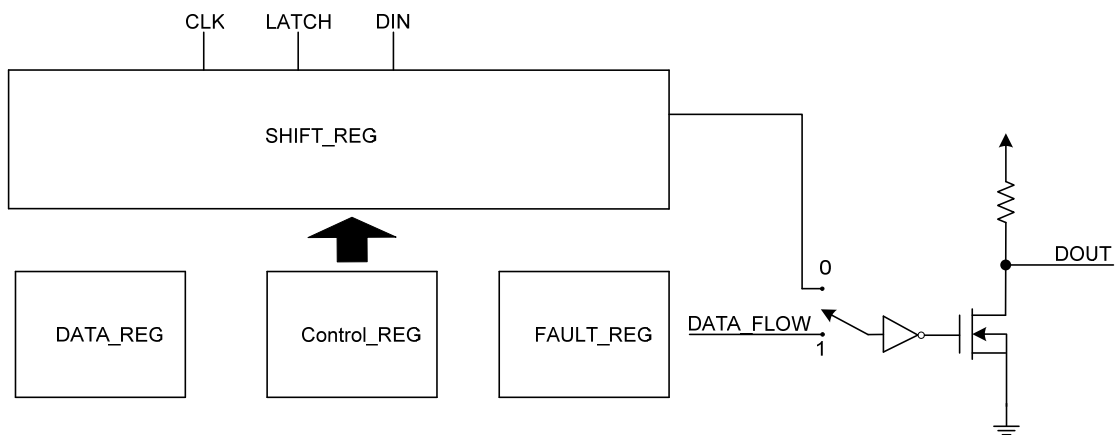 CLK LATCH DIN
SHIFT_REG
DOUT
0
DATA_FLOW
1
DATA_REG Control_REG FAULT_REG